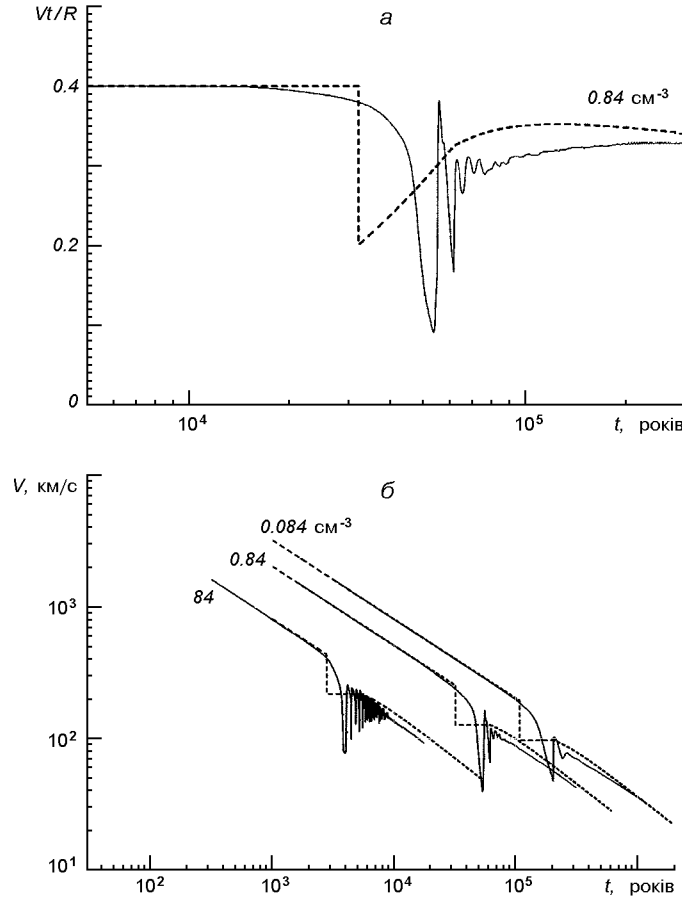 Vt/R
а
0.4
0.84 см⁻³
0.2
0
10⁴
10⁵
t, років
V, км/с
б
0.084 см⁻³
0.84
84
10³
10²
10¹
10²
10³
10⁴
10⁵
t, років